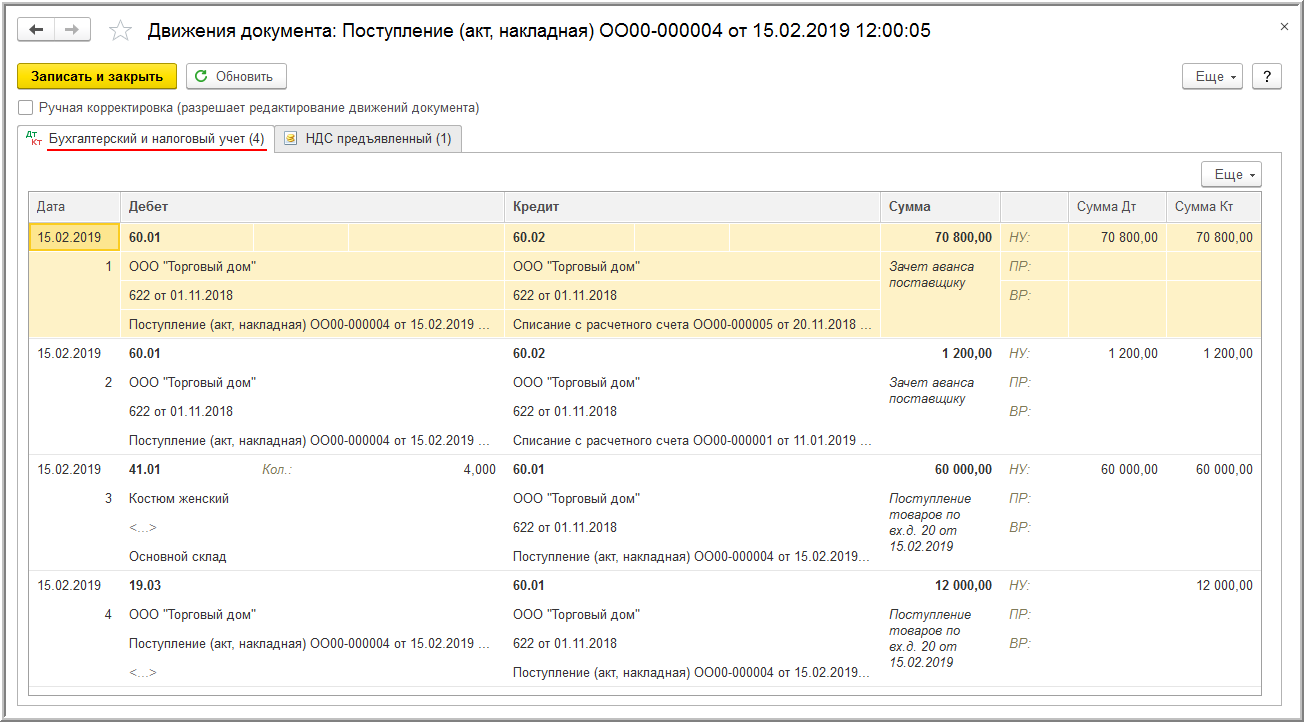 Движения документа: Поступление (акт, накладная) ОО00-000004 от 15.02.2019 12:00:05
Записать и закрыть Обновить Еще ?
Ручная корректировка (разрешает редактирование движений документа)
Дт Кт Бухгалтерский и налоговый учет (4) НДС предъявленный (1)
Еще
Дата Дебет Кредит Сумма Сумма Дт Сумма Кт
15.02.2019 60.01 60.02 70 800,00 НУ: 70 800,00 70 800,00
1 ООО "Торговый дом" ООО "Торговый дом" Зачет аванса ПР:
поставщику
622 от 01.11.2018 622 от 01.11.2018 ВР:
Поступление (акт, накладная) ОО00-000004 от 15.02.2019 ... Списание с расчетного счета ОО00-000005 от 20.11.2018 ...
15.02.2019 60.01 60.02 1 200,00 НУ: 1 200,00 1 200,00
2 ООО "Торговый дом" ООО "Торговый дом" Зачет аванса ПР:
поставщику
622 от 01.11.2018 622 от 01.11.2018 ВР:
Поступление (акт, накладная) ОО00-000004 от 15.02.2019 ... Списание с расчетного счета ОО00-000001 от 11.01.2019 ...
15.02.2019 41.01 Кол.: 4,000 60.01 60 000,00 НУ: 60 000,00 60 000,00
3 Костюм женский ООО "Торговый дом" Поступление ПР:
товаров по
<...> 622 от 01.11.2018 вх.д. 20 от ВР:
15.02.2019
Основной склад Поступление (акт, накладная) ОО00-000004 от 15.02.2019...
15.02.2019 19.03 60.01 12 000,00 НУ: 12 000,00
4 ООО "Торговый дом" ООО "Торговый дом" Поступление ПР:
товаров по
Поступление (акт, накладная) ОО00-000004 от 15.02.2019 ... 622 от 01.11.2018 вх.д. 20 от ВР:
15.02.2019
<...> Поступление (акт, накладная) ОО00-000004 от 15.02.2019...